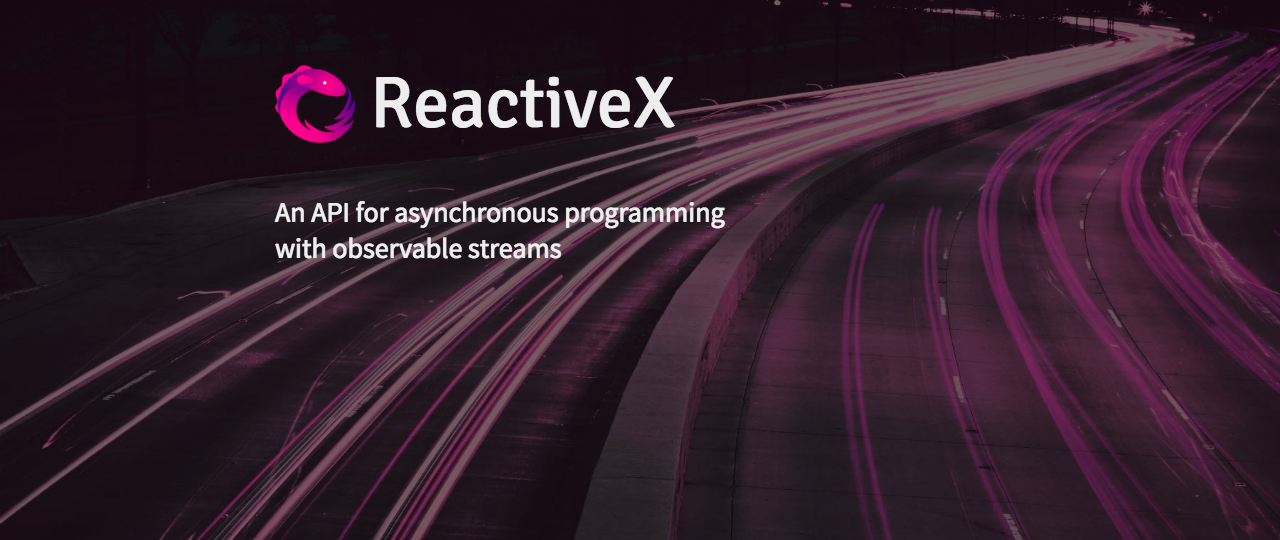 ReactiveX
An API for asynchronous programming
with observable streams